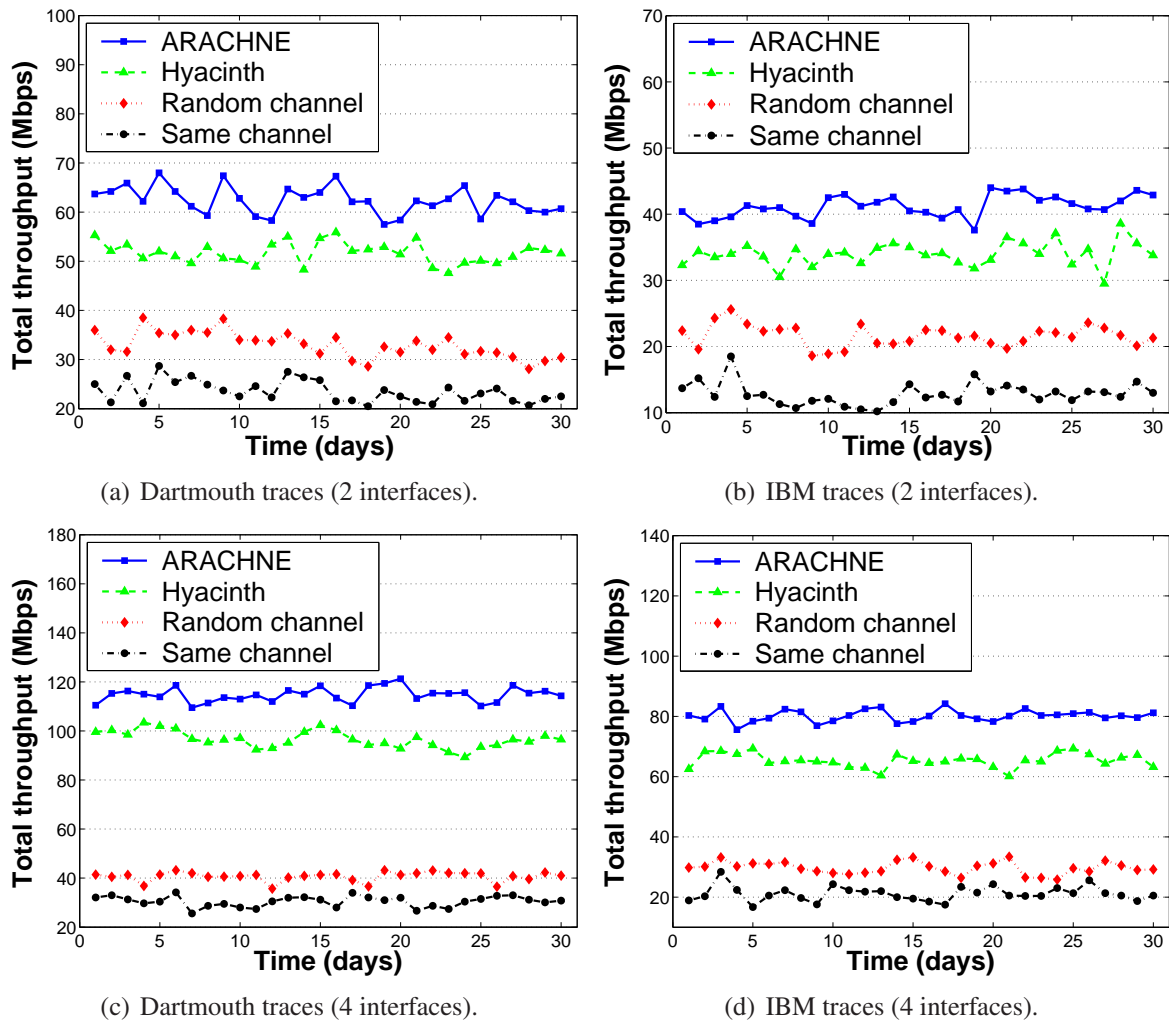 100
90
80
70
60
50
40
30
20
0
5
10
15
20
25
30
Total throughput (Mbps)
Time (days)
ARACHNE
Hyacinth
Random channel
Same channel
(a) Dartmouth traces (2 interfaces).
70
60
50
40
30
20
10
0
5
10
15
20
25
30
Total throughput (Mbps)
Time (days)
ARACHNE
Hyacinth
Random channel
Same channel
(b) IBM traces (2 interfaces).
180
160
140
120
100
80
60
40
20
0
5
10
15
20
25
30
Total throughput (Mbps)
Time (days)
ARACHNE
Hyacinth
Random channel
Same channel
(c) Dartmouth traces (4 interfaces).
140
120
100
80
60
40
20
0
5
10
15
20
25
30
Total throughput (Mbps)
Time (days)
ARACHNE
Hyacinth
Random channel
Same channel
(d) IBM traces (4 interfaces).